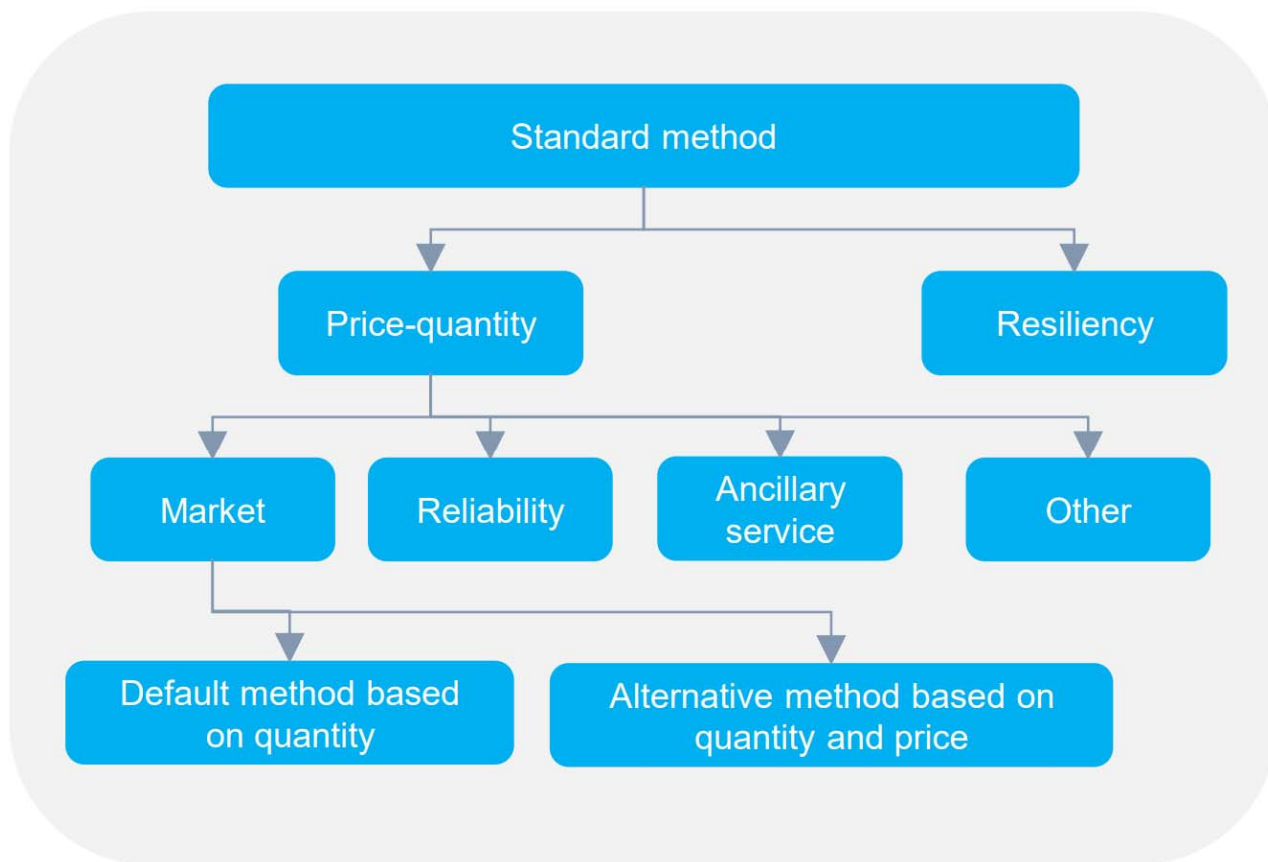 Standard method
Price-quantity
Resiliency
Market
Reliability
Ancillary
service
Other
Default method based
on quantity
Alternative method based on
quantity and price